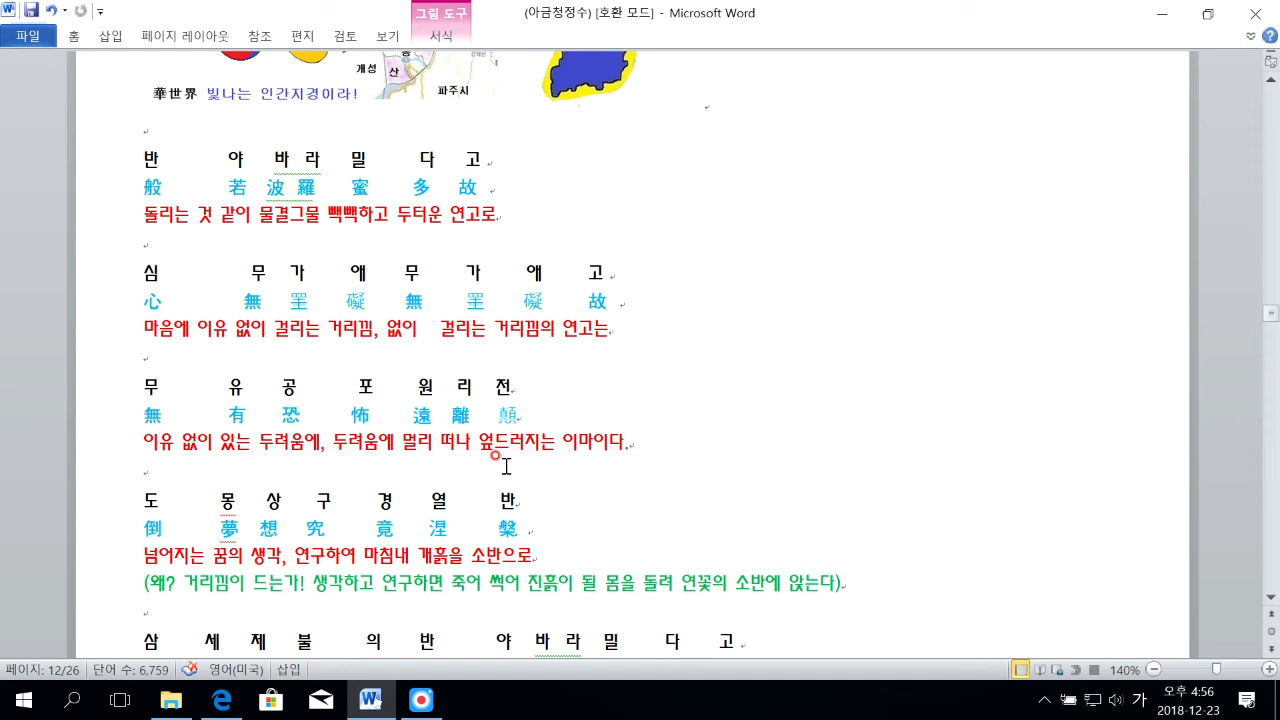 그림 도구
(아금청정수) [호환 모드] - Microsoft Word
파일 홈 삽입 페이지 레이아웃 참조 편지 검토 보기 서식
개성 산
파주시
華世界 빛나는 인간지경이라!
반 야 바 라 밀 다 고
般 若 波 羅 蜜 多 故
돌리는 것 같이 물결그물 빽빽하고 두터운 연고로
심 무 가 애 무 가 애 고
心 無 罣 礙 無 罣 礙 故
마음에 이유 없이 걸리는 거리낌, 없이 걸리는 거리낌의 연고는
무 유 공 포 원 리 전
無 有 恐 怖 遠 離 顛
이유 없이 있는 두려움에, 두려움에 멀리 떠나 엎드러지는 이마이다.
도 몽 상 구 경 열 반
倒 夢 想 究 竟 涅 槃
넘어지는 꿈의 생각, 연구하여 마침내 개흙을 소반으로
(왜? 거리낌이 드는가! 생각하고 연구하면 죽어 썩어 진흙이 될 몸을 돌려 연꽃의 소반에 앉는다)
삼 세 제 불 의 반 야 바 라 밀 다 고
페이지: 12/26 단어 수: 6,759 영어(미국) 삽입 140%
가 오후 4:56
2018-12-23